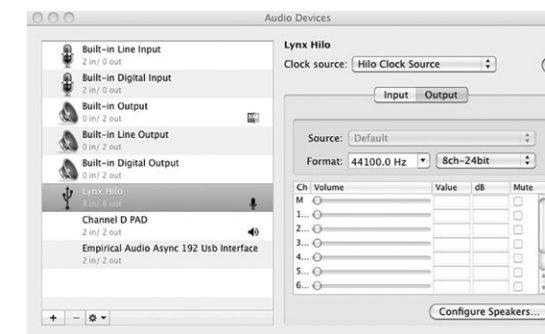 Audio Devices
Built-in Line Input
2 in/ 0 out
Built-in Digital Input
2 in/ 0 out
Built-in Output
0 in/ 2 out
Built-in Line Output
0 in/ 2 out
Built-in Digital Output
0 in/ 2 out
Lynx Hilo
8 in/ 8 out
Channel D PAD
2 in/ 2 out
Empirical Audio Async 192 Usb Interface
2 in/ 2 out
Lynx Hilo
Clock source: Hilo Clock Source
Input Output
Source: Default
Format: 44100.0 Hz 8ch-24bit
Ch Volume Value dB Mute
M
1...
2...
3...
4...
5...
6...
Configure Speakers...